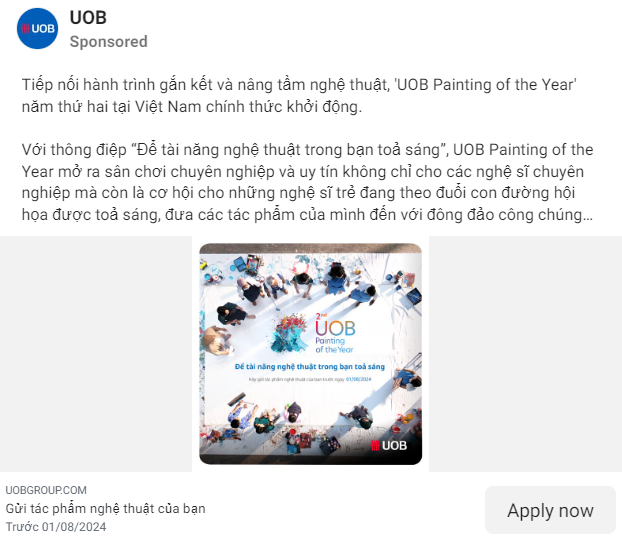 UOB
UOB
Sponsored
Tiếp nối hành trình gắn kết và nâng tầm nghệ thuật, 'UOB Painting of the Year'
năm thứ hai tại Việt Nam chính thức khởi động.
Với thông điệp “Để tài năng nghệ thuật trong bạn toả sáng”, UOB Painting of the
Year mở ra sân chơi chuyên nghiệp và uy tín không chỉ cho các nghệ sĩ chuyên
nghiệp mà còn là cơ hội cho những nghệ sĩ trẻ đang theo đuổi con đường hội
họa được toả sáng, đưa các tác phẩm của mình đến với đông đảo công chúng...
2nd
UOB
Painting
of the Year
Để tài năng nghệ thuật trong bạn toả sáng
Hãy gửi tác phẩm nghệ thuật của bạn trước ngày 01/08/2024
UOB
UOBGROUP.COM
Gửi tác phẩm nghệ thuật của bạn
Trước 01/08/2024
Apply now